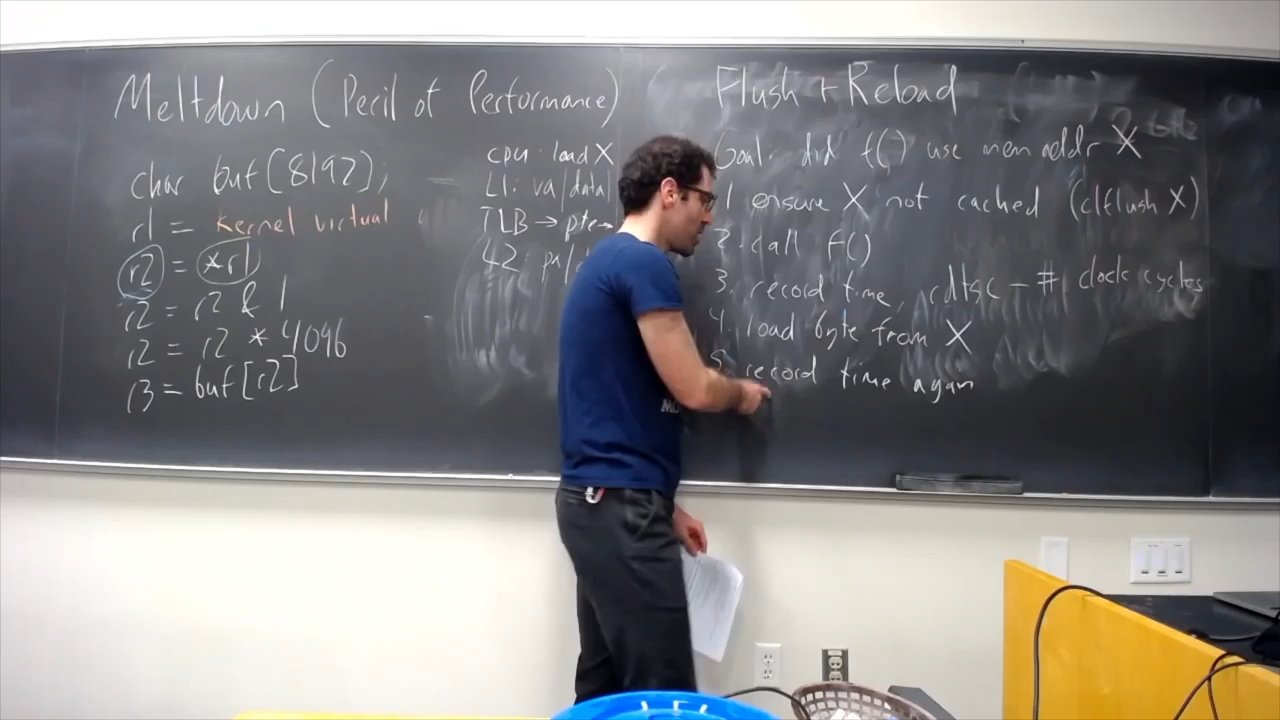 Meltdown (Peril of Performance)
char buf[8192];
r1 = kernel virtual
r2 = *r1
r2 = r2 & 1
r2 = r2 * 4096
r3 = buf[r2]
cpu: load X
L1: va/data
TLB → pte
L2: pa/
Flush + Reload
Goal: did f() use mem addr X
1 ensure X not cached (clflush X)
2. call f()
3. record time, rdtsc - # clock cycles
4. load byte from X
5. record time again